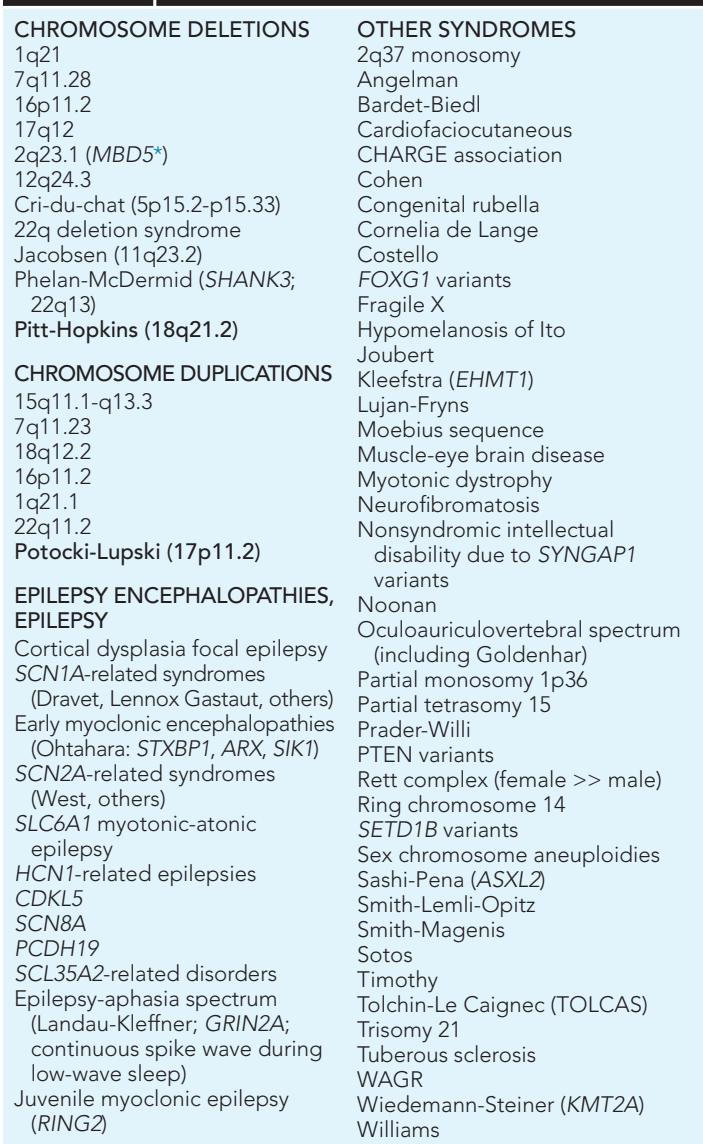 CHROMOSOME DELETIONS
1q21
7q11.28
16p11.2
17q12
2q23.1 (MBD5*)
12q24.3
Cri-du-chat (5p15.2-p15.33)
22q deletion syndrome
Jacobsen (11q23.2)
Phelan-McDermid (SHANK3;
22q13)
Pitt-Hopkins (18q21.2)
CHROMOSOME DUPLICATIONS
15q11.1-q13.3
7q11.23
18q12.2
16p11.2
1q21.1
22q11.2
Potocki-Lupski (17p11.2)
EPILEPSY ENCEPHALOPATHIES,
EPILEPSY
Cortical dysplasia focal epilepsy
SCN1A-related syndromes
(Dravet, Lennox Gastaut, others)
Early myoclonic encephalopathies
(Ohtahara: STXBP1, ARX, SIK1)
SCN2A-related syndromes
(West, others)
SLC6A1 myotonic-atonic
epilepsy
HCN1-related epilepsies
CDKL5
SCN8A
PCDH19
SCL35A2-related disorders
Epilepsy-aphasia spectrum
(Landau-Kleffner; GRIN2A;
continuous spike wave during
low-wave sleep)
Juvenile myoclonic epilepsy
(RING2)
OTHER SYNDROMES
2q37 monosomy
Angelman
Bardet-Biedl
Cardiofaciocutaneous
CHARGE association
Cohen
Congenital rubella
Cornelia de Lange
Costello
FOXG1 variants
Fragile X
Hypomelanosis of Ito
Joubert
Kleefstra (EHMT1)
Lujan-Fryns
Moebius sequence
Muscle-eye brain disease
Myotonic dystrophy
Neurofibromatosis
Nonsyndromic intellectual
disability due to SYNGAP1
variants
Noonan
Oculoauriculovertebral spectrum
(including Goldenhar)
Partial monosomy 1p36
Partial tetrasomy 15
Prader-Willi
PTEN variants
Rett complex (female >> male)
Ring chromosome 14
SETD1B variants
Sex chromosome aneuploidies
Sashi-Pena (ASXL2)
Smith-Lemli-Opitz
Smith-Magenis
Sotos
Timothy
Tolchin-Le Caignec (TOLCAS)
Trisomy 21
Tuberous sclerosis
WAGR
Wiedemann-Steiner (KMT2A)
Williams